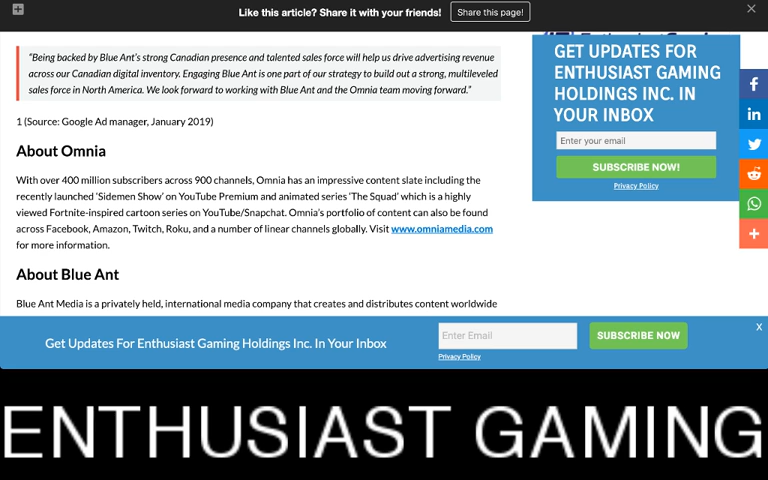 Like this article? Share it with your friends!
Share this page!
"Being backed by Blue Ant's strong Canadian presence and talented sales force will help us drive advertising revenue
across our Canadian digital inventory. Engaging Blue Ant is one part of our strategy to build out a strong, multileveled
sales force in North America. We look forward to working with Blue Ant and the Omnia team moving forward."
1 (Source: Google Ad manager, January 2019)
About Omnia
With over 400 million subscribers across 900 channels, Omnia has an impressive content slate including the
recently launched 'Sidemen Show' on YouTube Premium and animated series 'The Squad' which is a highly
viewed Fortnite-inspired cartoon series on YouTube/Snapchat. Omnia's portfolio of content can also be found
across Facebook, Amazon, Twitch, Roku, and a number of linear channels globally. Visit www.omniamedia.com
for more information.
About Blue Ant
Blue Ant Media is a privately held, international media company that creates and distributes content worldwide
GET UPDATES FOR
ENTHUSIAST GAMING
HOLDINGS INC. IN
YOUR INBOX
Enter your email
SUBSCRIBE NOW!
Privacy Policy
Get Updates For Enthusiast Gaming Holdings Inc. In Your Inbox
Enter Email
SUBSCRIBE NOW
X
Privacy Policy
ENTHUSIAST GAMING